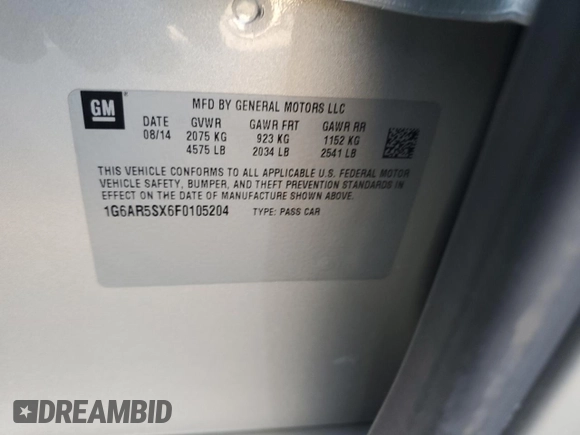 GM
MFD BY GENERAL MOTORS LLC
DATE GVWR GAWR FRT GAWR RR
08/14 2075 KG 923 KG 1152 KG
4575 LB 2034 LB 2541 LB
THIS VEHICLE CONFORMS TO ALL APPLICABLE U.S. FEDERAL MOTOR
VEHICLE SAFETY, BUMPER, AND THEFT PREVENTION STANDARDS IN
EFFECT ON THE DATE OF MANUFACTURE SHOWN ABOVE.
1G6AR5SX6F0105204 TYPE: PASS CAR
DREAMBID